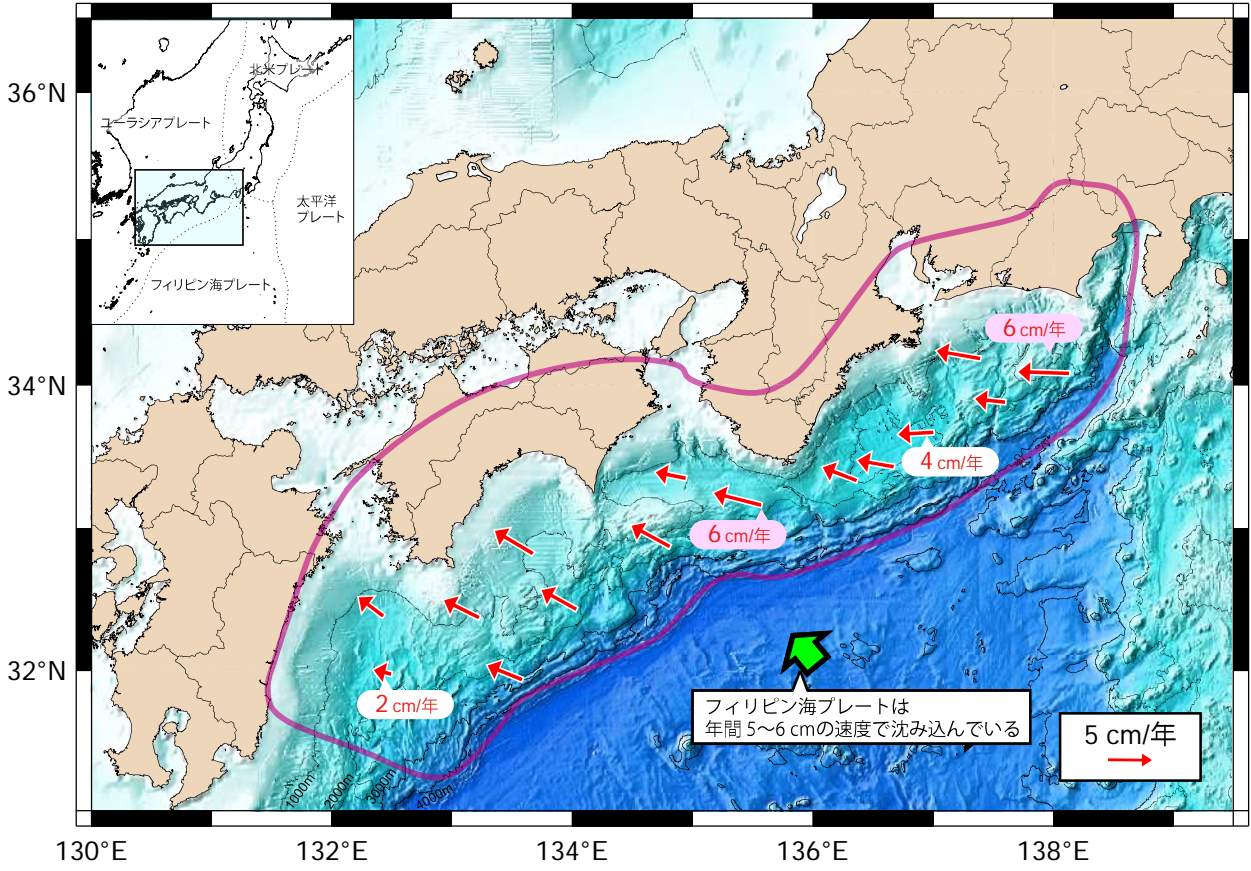 36°N
34°N
32°N
130°E
132°E
134°E
136°E
138°E
北米プレート
ユーラシアプレート
太平洋
プレート
フィリピン海プレート
6 cm/年
4 cm/年
6 cm/年
2 cm/年
フィリピン海プレートは
年間 5〜6 cmの速度で沈み込んでいる
5 cm/年
1000m
2000m
3000m
4000m